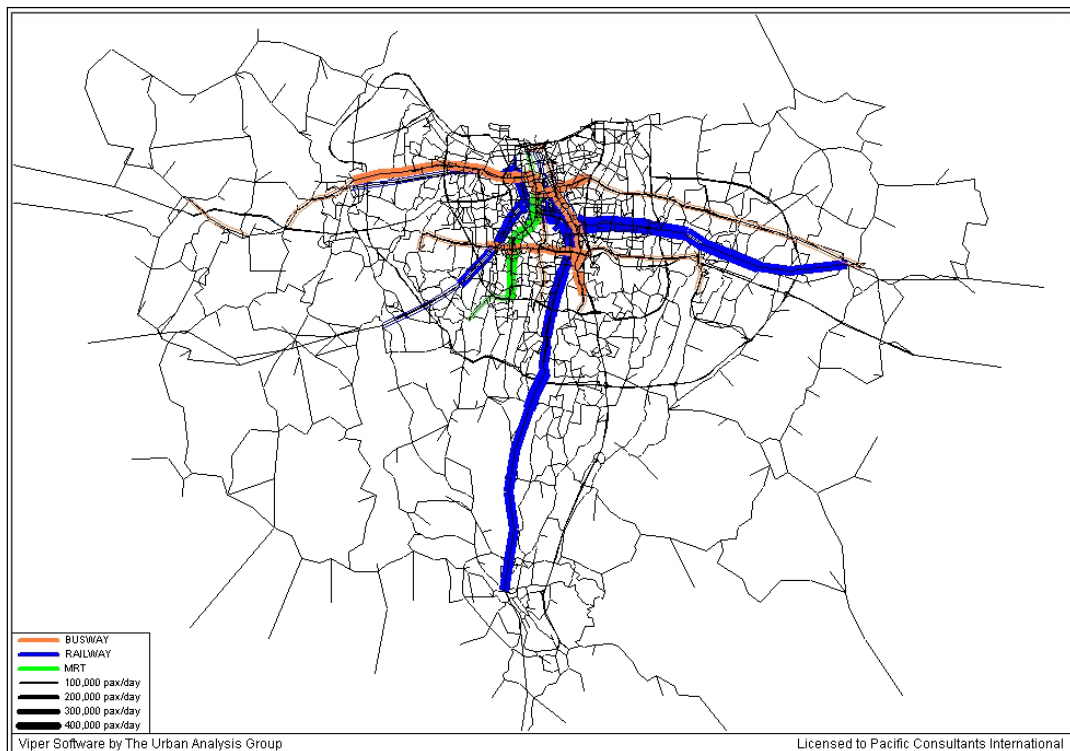 BUSWAY
RAILWAY
MRT
100,000 pax/day
200,000 pax/day
300,000 pax/day
400,000 pax/day
Viper Software by The Urban Analysis Group
Licensed to Pacific Consultants International